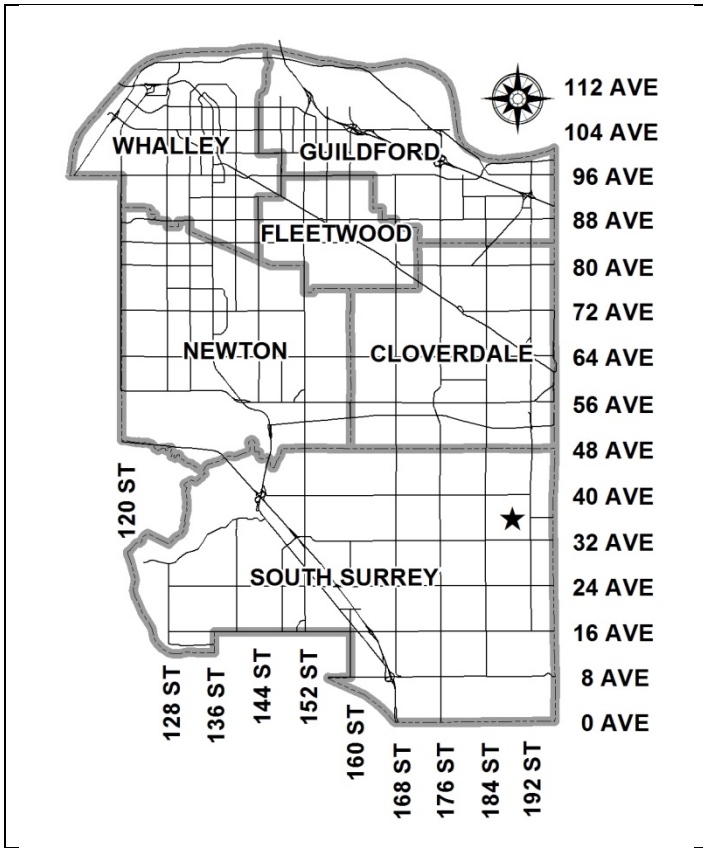 112 AVE
104 AVE
WHALLEY
GUILDFORD
96 AVE
88 AVE
FLEETWOOD
80 AVE
72 AVE
NEWTON
CLOVERDALE
64 AVE
56 AVE
48 AVE
120 ST
40 AVE
32 AVE
SOUTH SURREY
24 AVE
16 AVE
128 ST
136 ST
144 ST
152 ST
160 ST
168 ST
176 ST
184 ST
192 ST
8 AVE
0 AVE